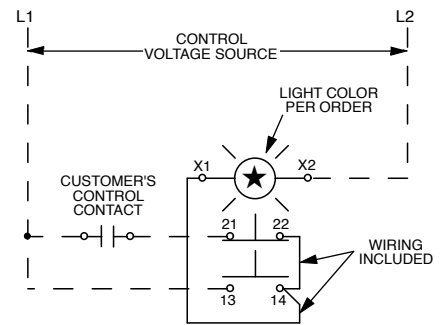 L1
L2
CONTROL
VOLTAGE SOURCE
LIGHT COLOR
PER ORDER
X1
X2
CUSTOMER'S
CONTROL
CONTACT
21
22
WIRING
INCLUDED
13
14